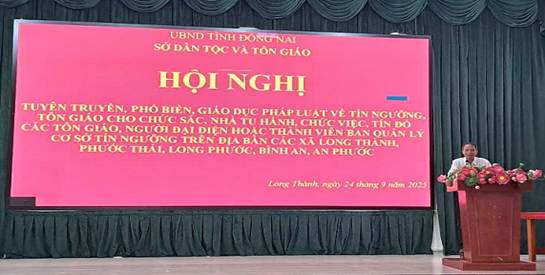 UBND TỈNH ĐỒNG NAI
SỞ DÂN TỘC VÀ TÔN GIÁO
HỘI NGHỊ
TUYÊN TRUYỀN, PHỔ BIẾN, GIÁO DỤC PHÁP LUẬT VỀ TÍN NGƯỠNG,
TÔN GIÁO CHO CHỨC SẮC, NHÀ TU HÀNH, CHỨC VIỆC, TÍN ĐỒ
CÁC TÔN GIÁO, NGƯỜI ĐẠI DIỆN HOẶC THÀNH VIÊN BAN QUẢN LÝ
CƠ SỞ TÍN NGƯỠNG TRÊN ĐỊA BÀN CÁC XÃ LONG THÀNH,
PHƯỚC THÁI, LONG PHƯỚC, BÌNH AN, AN PHƯỚC
Long Thành, ngày 24 tháng 9 năm 2025